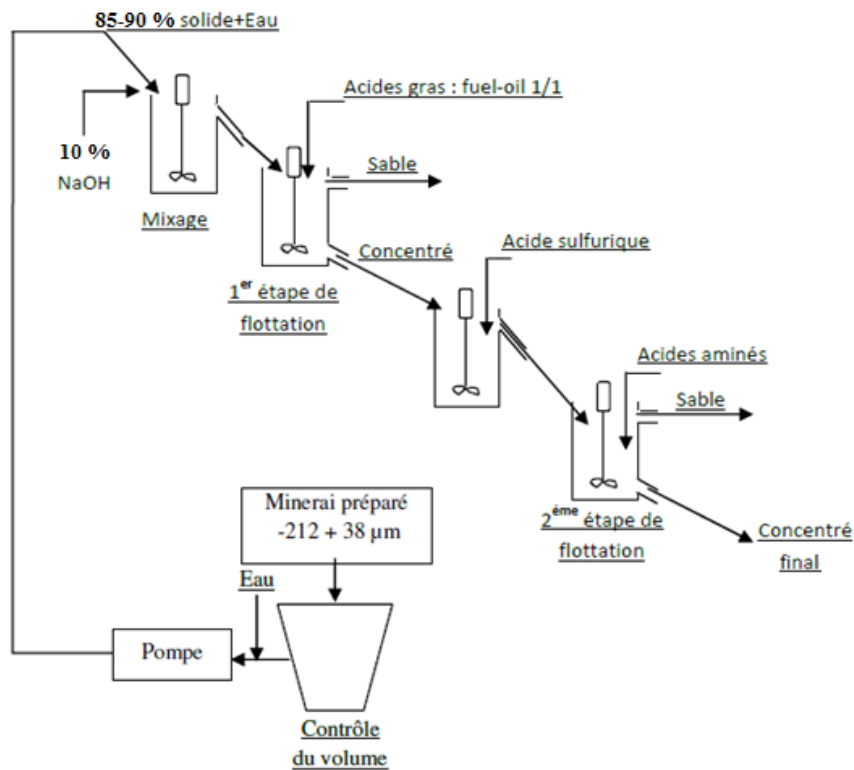 85-90 % solide+Eau
Acides gras : fuel-oil 1/1
10 %
NaOH
Sable
Mixage
Concentré
Acide sulfurique
1er étape de
flottation
Acides aminés
Sable
Minerai préparé
-212 + 38 µm
2éme étape de
flottation
Concentré
final
Eau
Pompe
Contrôle
du volume